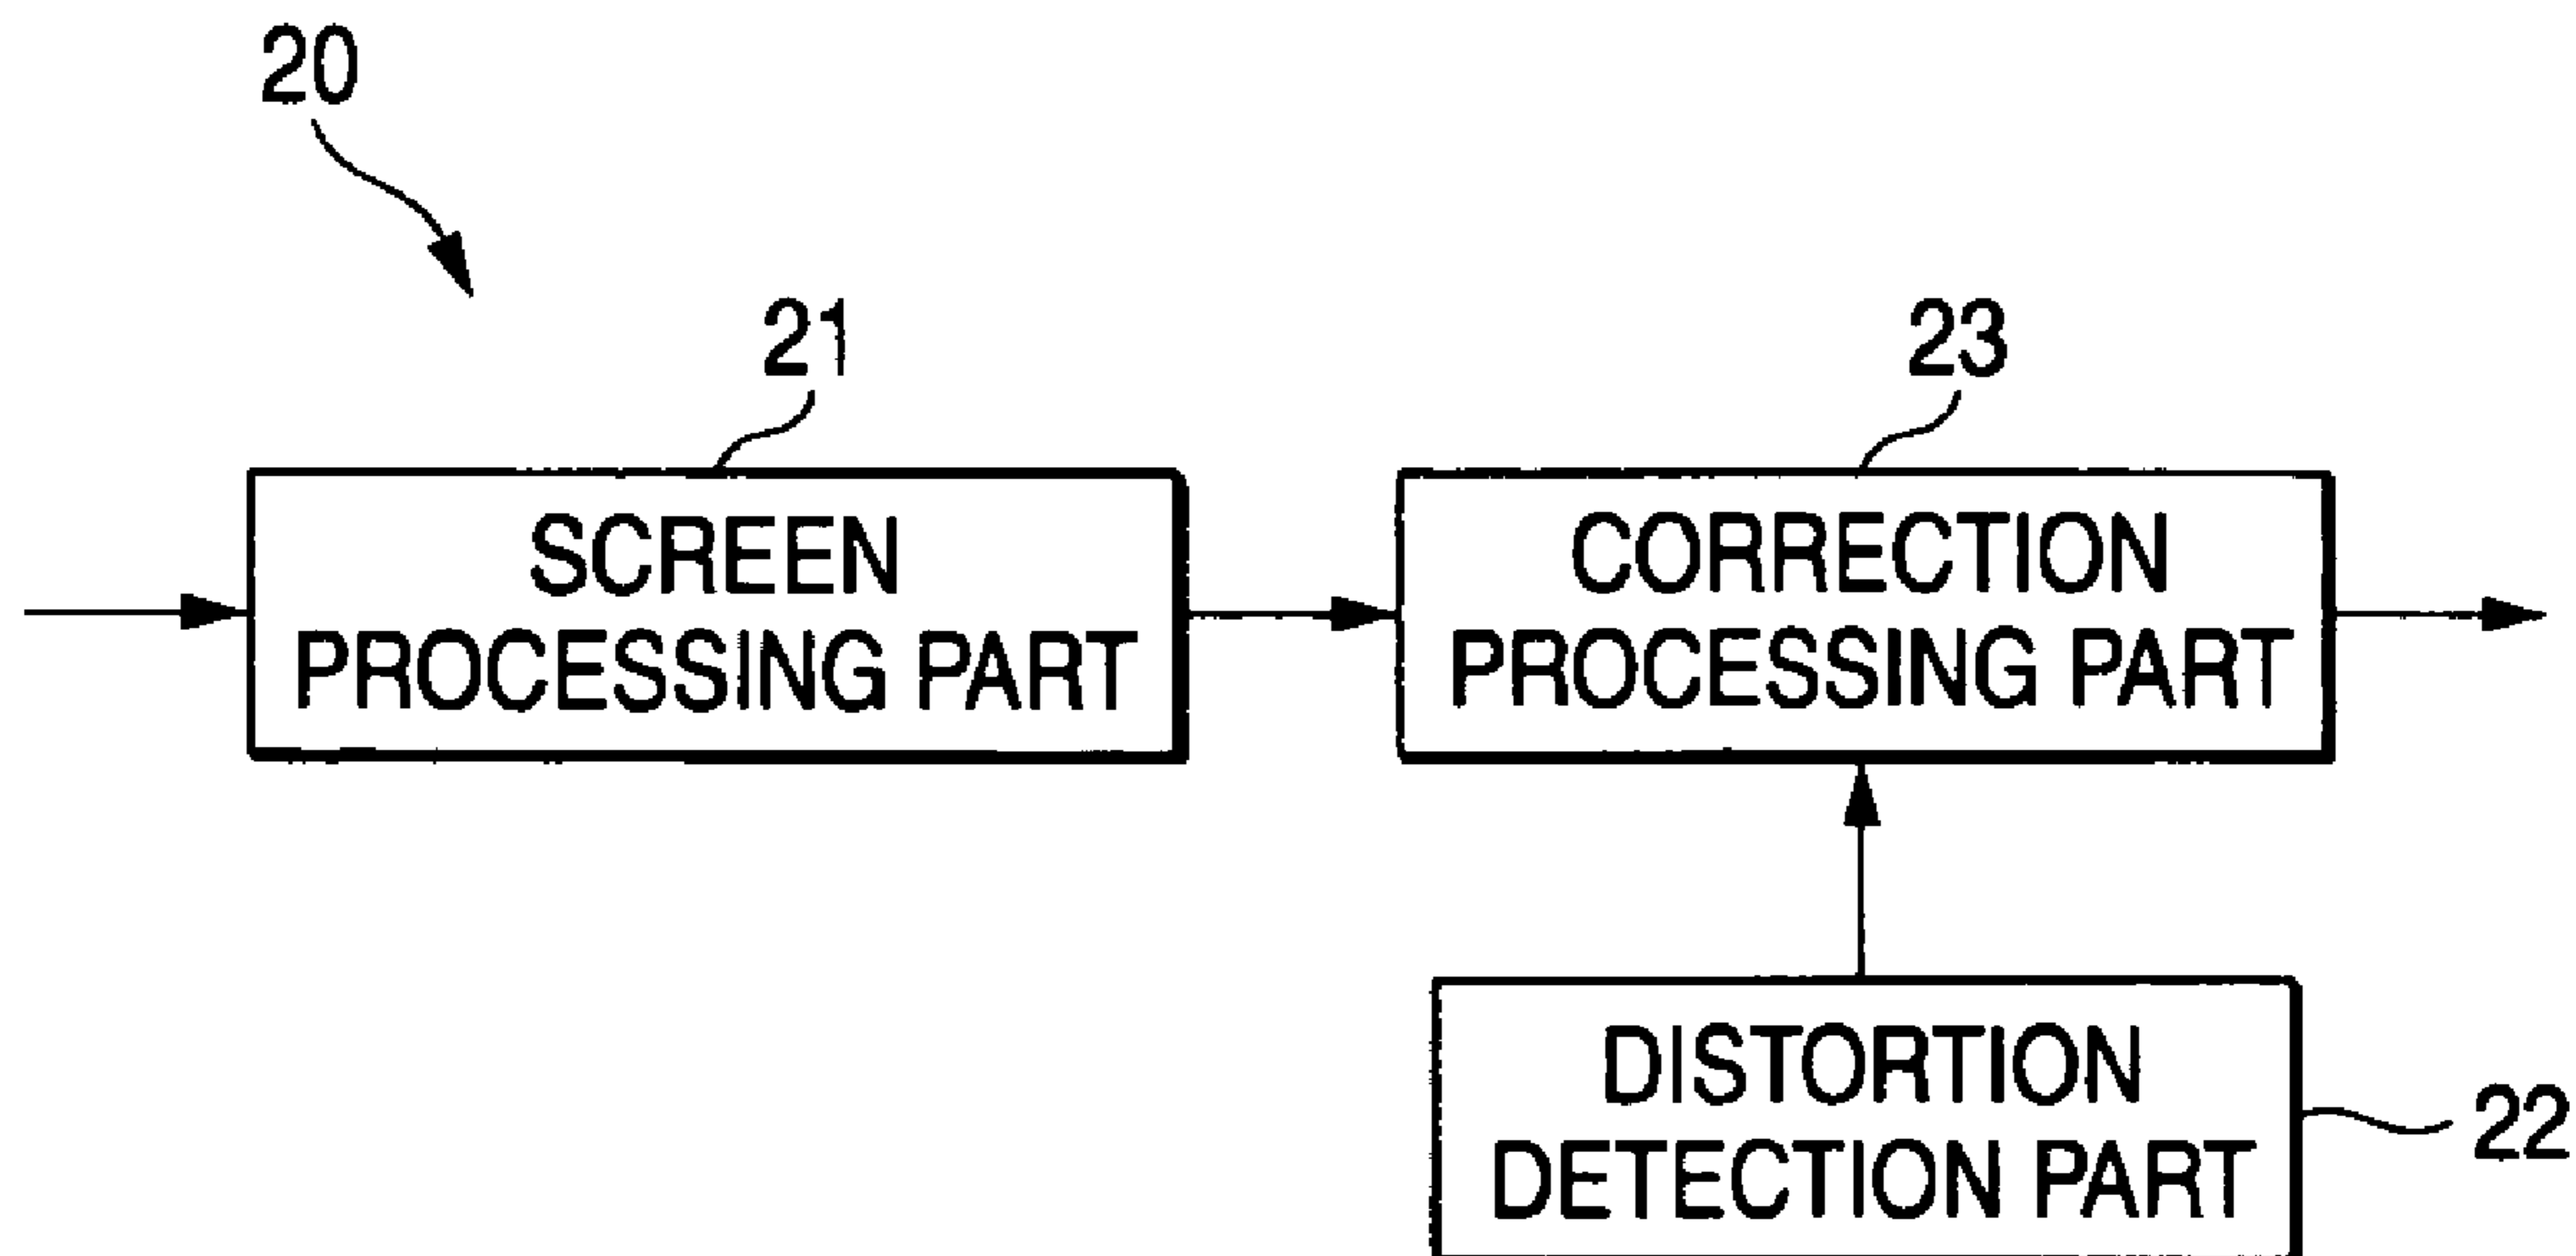 20
21
23
SCREEN
PROCESSING PART
CORRECTION
PROCESSING PART
DISTORTION
DETECTION PART
22